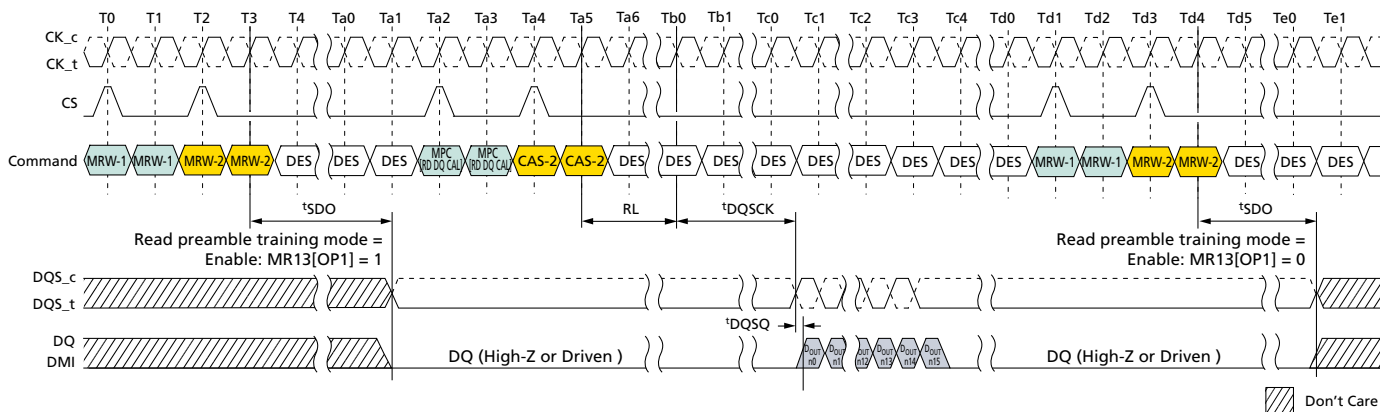 T0 T1 T2 T3 T4 Ta0 Ta1 Ta2 Ta3 Ta4 Ta5 Ta6 Tb0 Tb1 Tc0 Tc1 Tc2 Tc3 Tc4 Td0 Td1 Td2 Td3 Td4 Td5 Te0 Te1
CK_c
CK_t
CS
Command MRW-1 MRW-1 MRW-2 MRW-2 DES DES DES MPC (RD DQ CAL) MPC (RD DQ CAL) CAS-2 CAS-2 DES DES DES DES DES DES DES DES DES MRW-1 MRW-1 MRW-2 MRW-2 DES DES DES
tSDO RL tDQSCK tSDO
Read preamble training mode =
Enable: MR13[OP1] = 1
Read preamble training mode =
Enable: MR13[OP1] = 0
DQS_c
DQS_t
tDQSQ
DQ
DMI
DQ (High-Z or Driven )
DOUT n0 DOUT n1 DOUT n12 DOUT n13 DOUT n14 DOUT n15
DQ (High-Z or Driven )
Don't Care